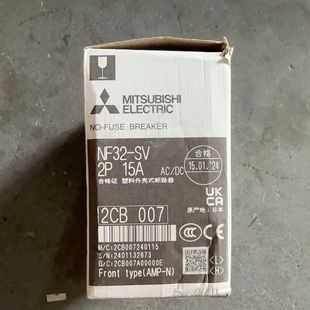 MITSUBISHI
ELECTRIC
NO-FUSE BREAKER
NF32-SV
2P 15A AC/DC
合格证 塑料外壳式断路器
合格
15.01.'24
UK
CA
原产地:日本
2CB 007
M/C:2CB007240115
S/N:2401132873
G/C:2CB007A00000E
Front type(AMP-N)
<L>
<H>